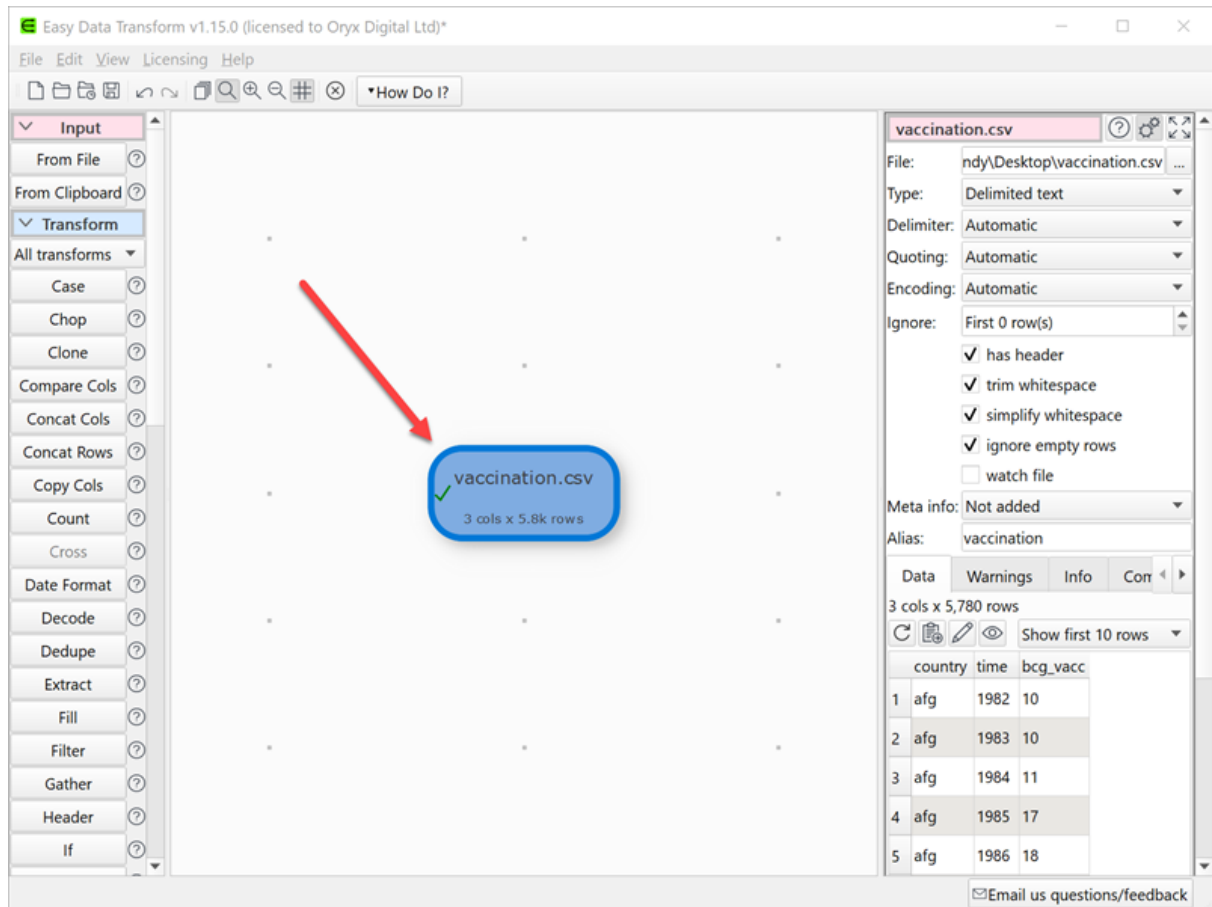 Easy Data Transform v1.15.0 (licensed to Oryx Digital Ltd)*
File Edit View Licensing Help
How Do I?
Input
From File
From Clipboard
Transform
All transforms
Case
Chop
Clone
Compare Cols
Concat Cols
Concat Rows
Copy Cols
Count
Cross
Date Format
Decode
Dedupe
Extract
Fill
Filter
Gather
Header
If
vaccination.csv
3 cols x 5.8k rows
vaccination.csv
File: ndy\Desktop\vaccination.csv ...
Type: Delimited text
Delimiter: Automatic
Quoting: Automatic
Encoding: Automatic
Ignore: First 0 row(s)
has header
trim whitespace
simplify whitespace
ignore empty rows
watch file
Meta info: Not added
Alias: vaccination
Data Warnings Info Com
3 cols x 5,780 rows
Show first 10 rows
country time bcg_vacc
1 afg 1982 10
2 afg 1983 10
3 afg 1984 11
4 afg 1985 17
5 afg 1986 18
Email us questions/feedback